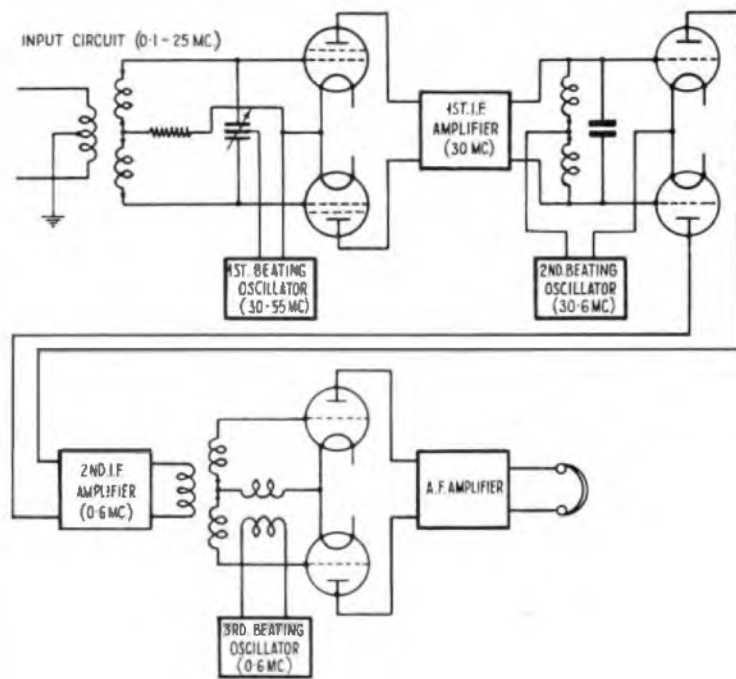 INPUT CIRCUIT (0·1-25 MC)
1ST. I.F.
AMPLIFIER
(30 MC)
1ST. BEATING
OSCILLATOR
(30-55 MC)
2ND. BEATING
OSCILLATOR
(30·6 MC)
2ND. I.F.
AMPLIFIER
(0·6 MC)
A.F. AMPLIFIER
3RD. BEATING
OSCILLATOR
(0·6 MC)